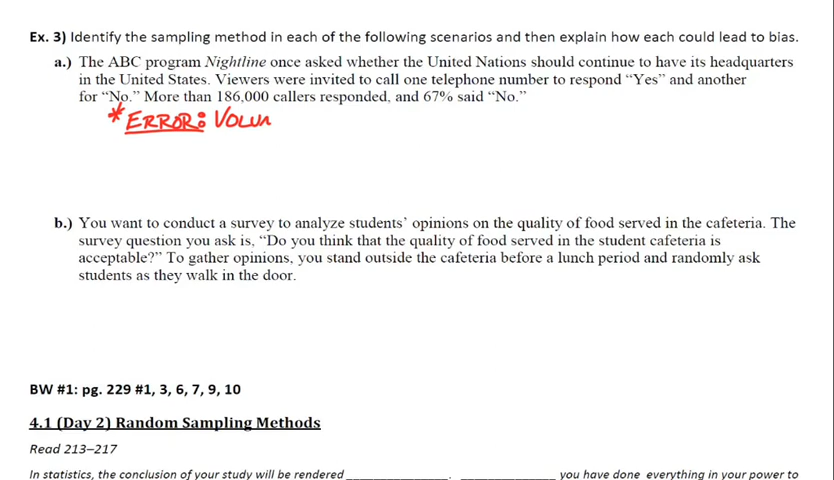 Ex. 3) Identify the sampling method in each of the following scenarios and then explain how each could lead to bias.
a.) The ABC program Nightline once asked whether the United Nations should continue to have its headquarters
in the United States. Viewers were invited to call one telephone number to respond “Yes” and another
for “No.” More than 186,000 callers responded, and 67% said “No.”
* ERROR: VOLUN
b.) You want to conduct a survey to analyze students’ opinions on the quality of food served in the cafeteria. The
survey question you ask is, “Do you think that the quality of food served in the student cafeteria is
acceptable?” To gather opinions, you stand outside the cafeteria before a lunch period and randomly ask
students as they walk in the door.
BW #1: pg. 229 #1, 3, 6, 7, 9, 10
4.1 (Day 2) Random Sampling Methods
Read 213–217
In statistics, the conclusion of your study will be rendered ________________. ________________ you have done everything in your power to